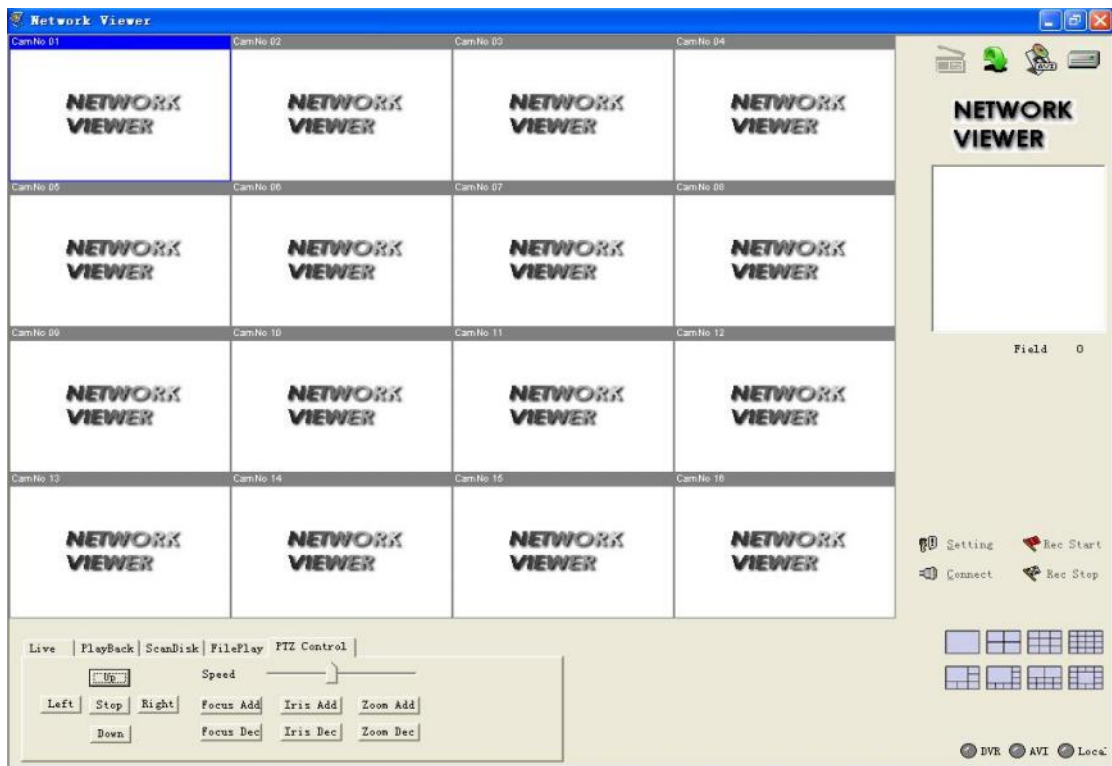 Network Viewer
CamNo 01 CamNo 02 CamNo 03 CamNo 04
NETWORK NETWORK NETWORK NETWORK
VIEWER VIEWER VIEWER VIEWER
AVI
NETWORK
VIEWER
CamNo 05 CamNo 06 CamNo 07 CamNo 08
NETWORK NETWORK NETWORK NETWORK
VIEWER VIEWER VIEWER VIEWER
CamNo 09 CamNo 10 CamNo 11 CamNo 12
Field 0
NETWORK NETWORK NETWORK NETWORK
VIEWER VIEWER VIEWER VIEWER
CamNo 13 CamNo 14 CamNo 15 CamNo 16
NETWORK NETWORK NETWORK NETWORK
VIEWER VIEWER VIEWER VIEWER
Setting Rec Start
Connect Rec Stop
Live PlayBack ScanDisk FilePlay PTZ Control
Up Speed
Left Stop Right Focus Add Iris Add Zoom Add
Down Focus Dec Iris Dec Zoom Dec
DVR AVI Local